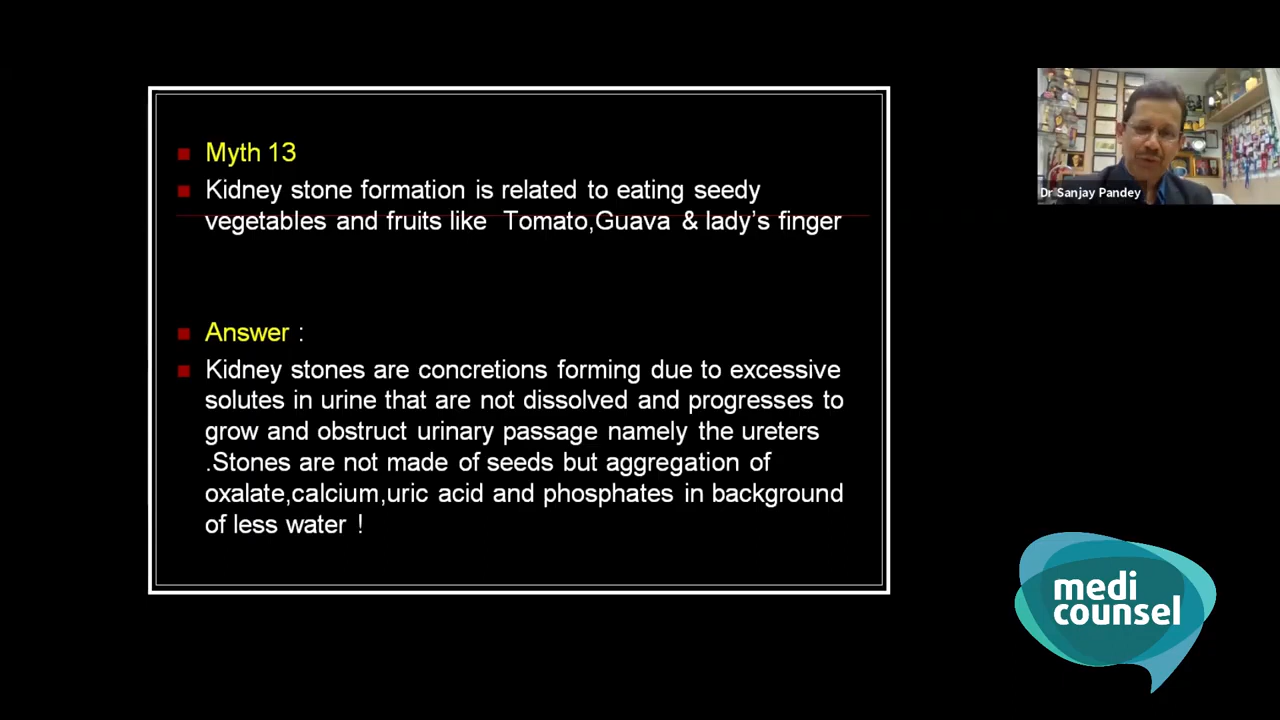 Myth 13
Kidney stone formation is related to eating seedy
vegetables and fruits like Tomato,Guava & lady's finger
Answer :
Kidney stones are concretions forming due to excessive
solutes in urine that are not dissolved and progresses to
grow and obstruct urinary passage namely the ureters
.Stones are not made of seeds but aggregation of
oxalate,calcium,uric acid and phosphates in background
of less water !
Dr Sanjay Pandey
medi
counsel